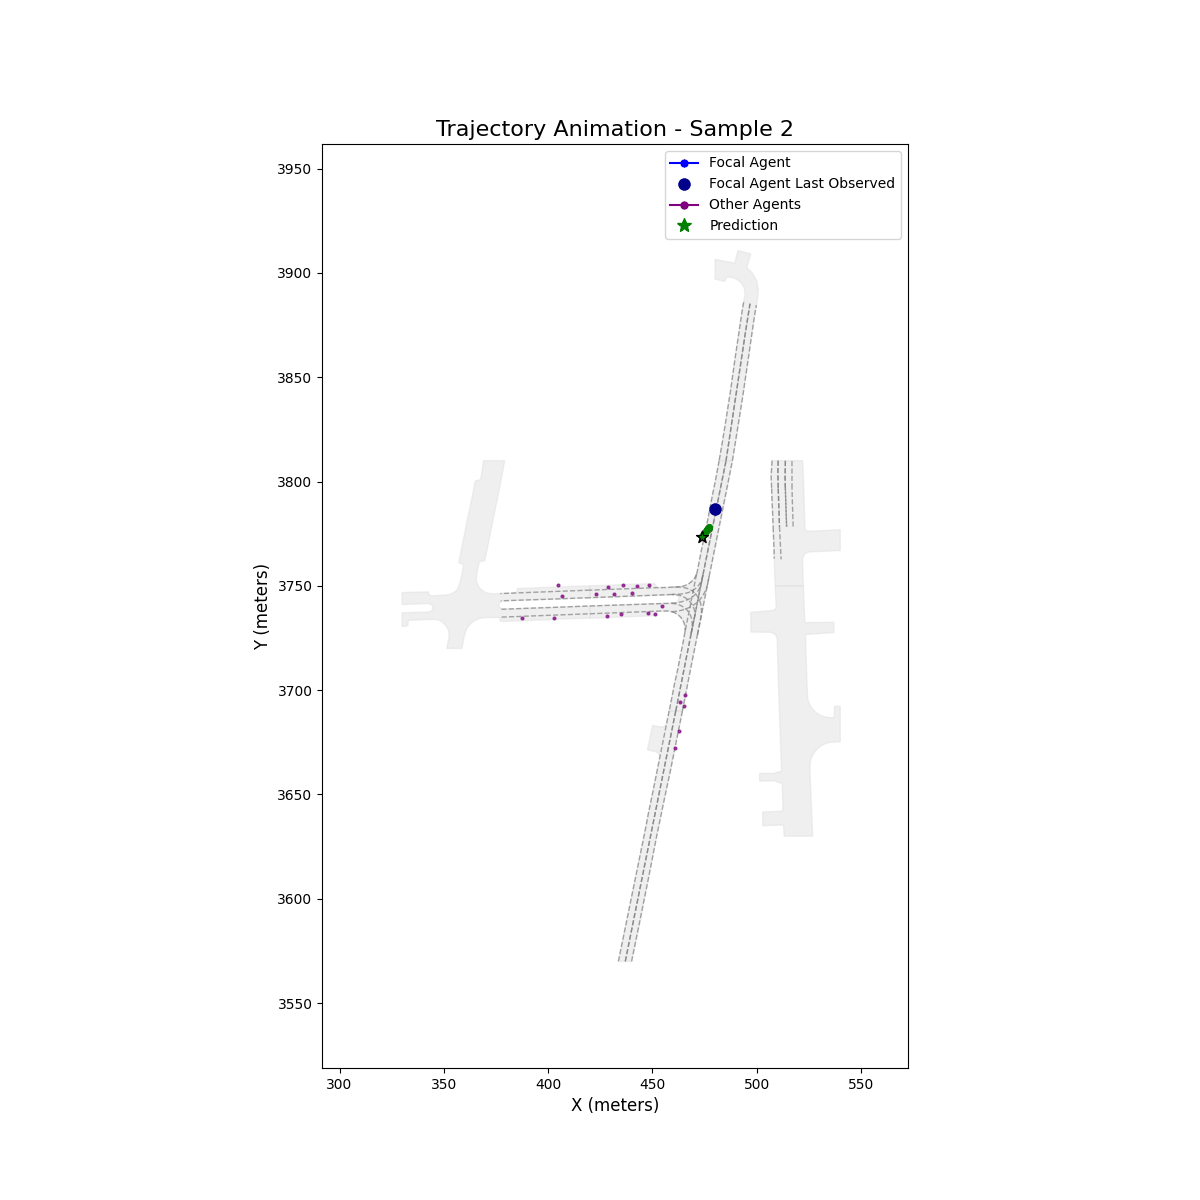 Trajectory Animation - Sample 2
Focal Agent
Focal Agent Last Observed
Other Agents
Prediction
3950
3900
3850
3800
3750
3700
3650
3600
3550
Y (meters)
300 350 400 450 500 550
X (meters)